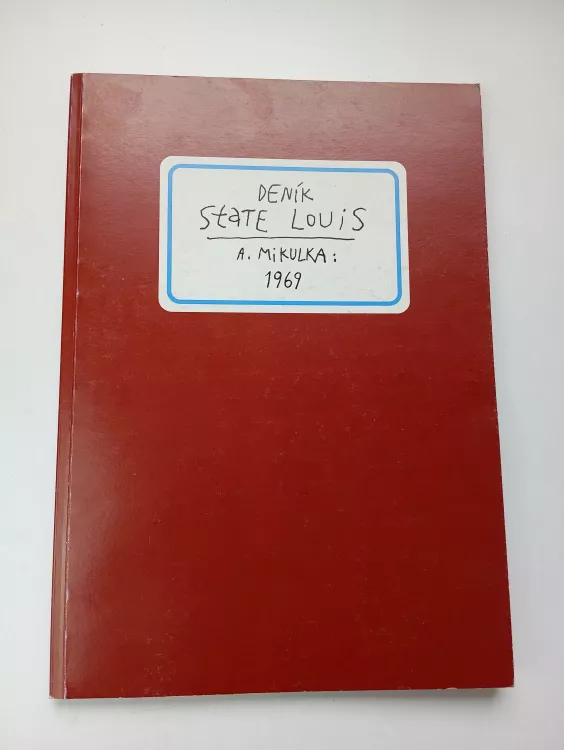 DENÍK
StATE LOUiS
A. MiKULKA:
1969